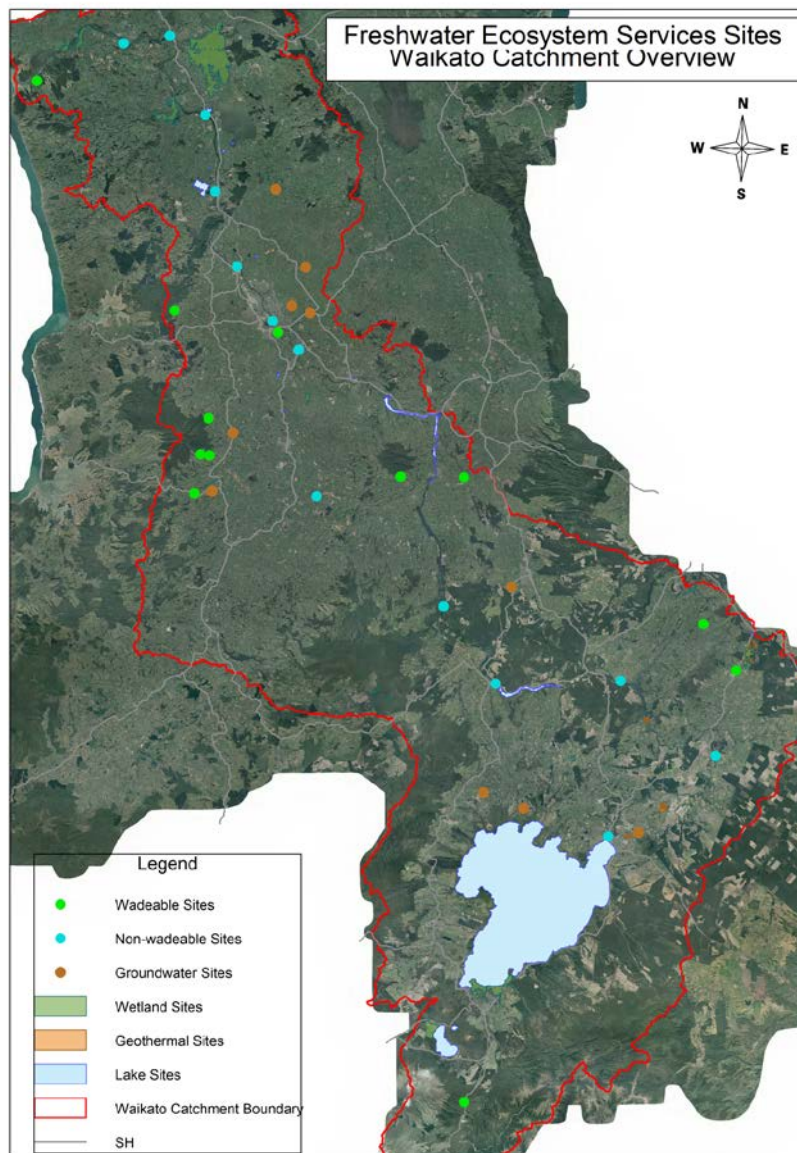 Freshwater Ecosystem Services Sites
Waikato Catchment Overview
N
W E
S
Legend
Wadeable Sites
Non-wadeable Sites
Groundwater Sites
Wetland Sites
Geothermal Sites
Lake Sites
Waikato Catchment Boundary
SH